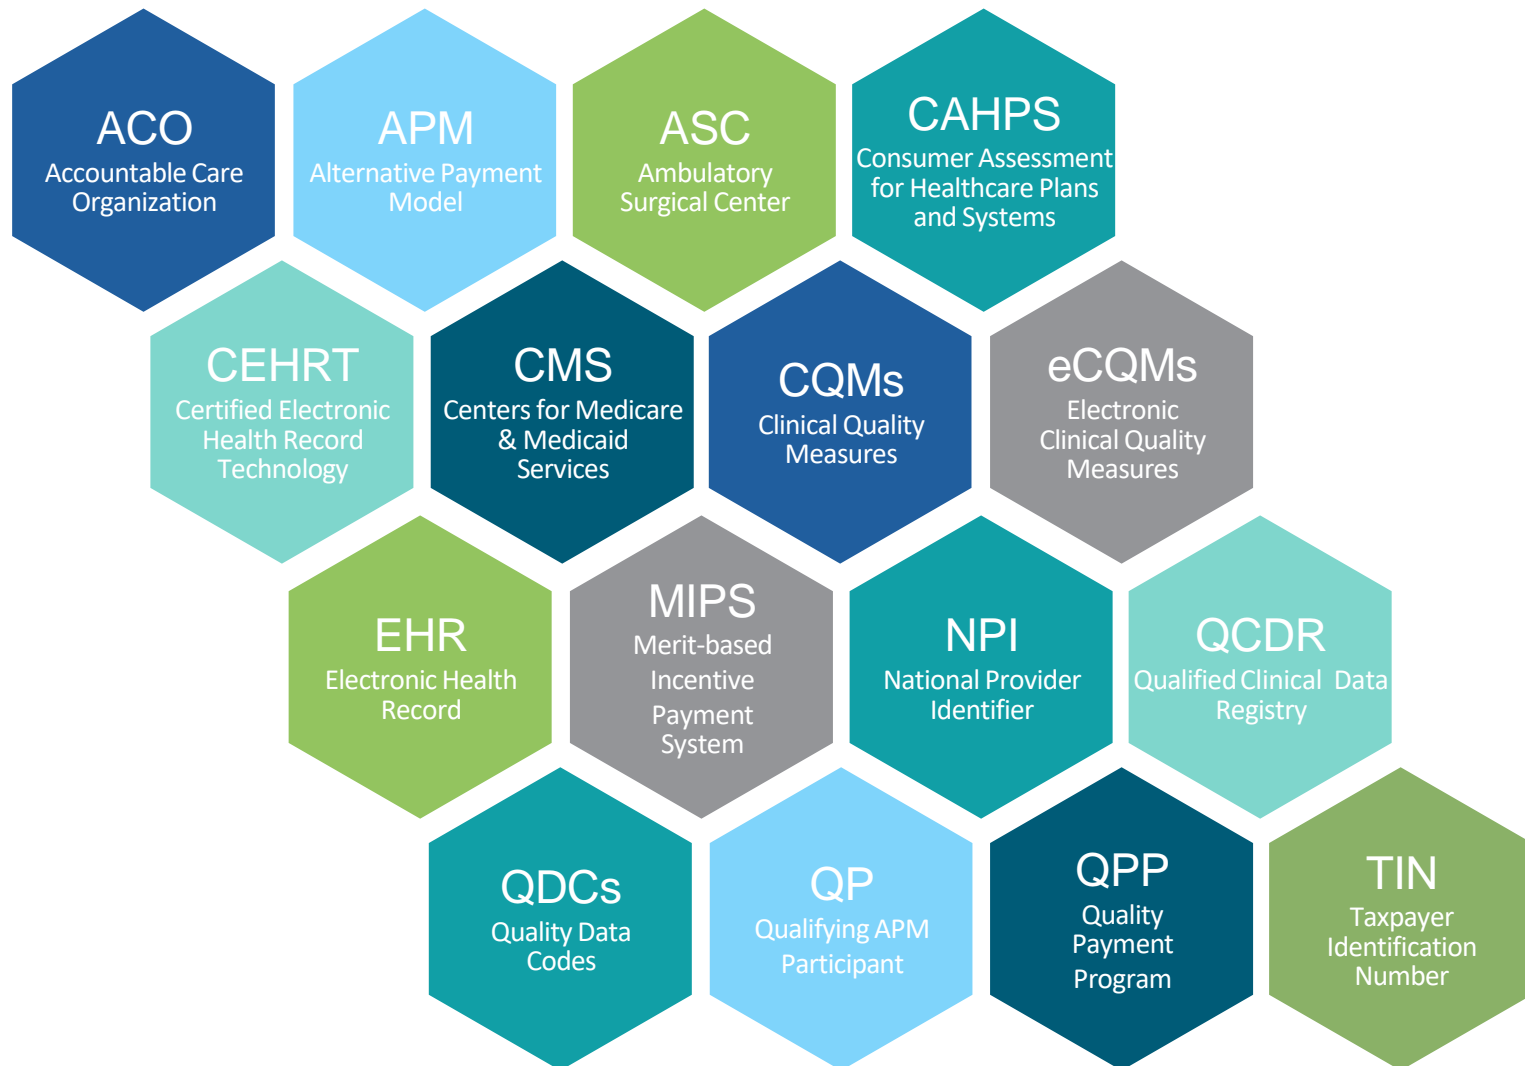 ACO
Accountable Care
Organization
APM
Alternative Payment
Model
ASC
Ambulatory
Surgical Center
CAHPS
Consumer Assessment
for Healthcare Plans
and Systems
CEHRT
Certified Electronic
Health Record
Technology
CMS
Centers for Medicare
& Medicaid
Services
CQMs
Clinical Quality
Measures
eCQMs
Electronic
Clinical Quality
Measures
EHR
Electronic Health
Record
MIPS
Merit-based
Incentive
Payment
System
NPI
National Provider
Identifier
QCDR
Qualified Clinical Data
Registry
QDCs
Quality Data
Codes
QP
Qualifying APM
Participant
QPP
Quality
Payment
Program
TIN
Taxpayer
Identification
Number